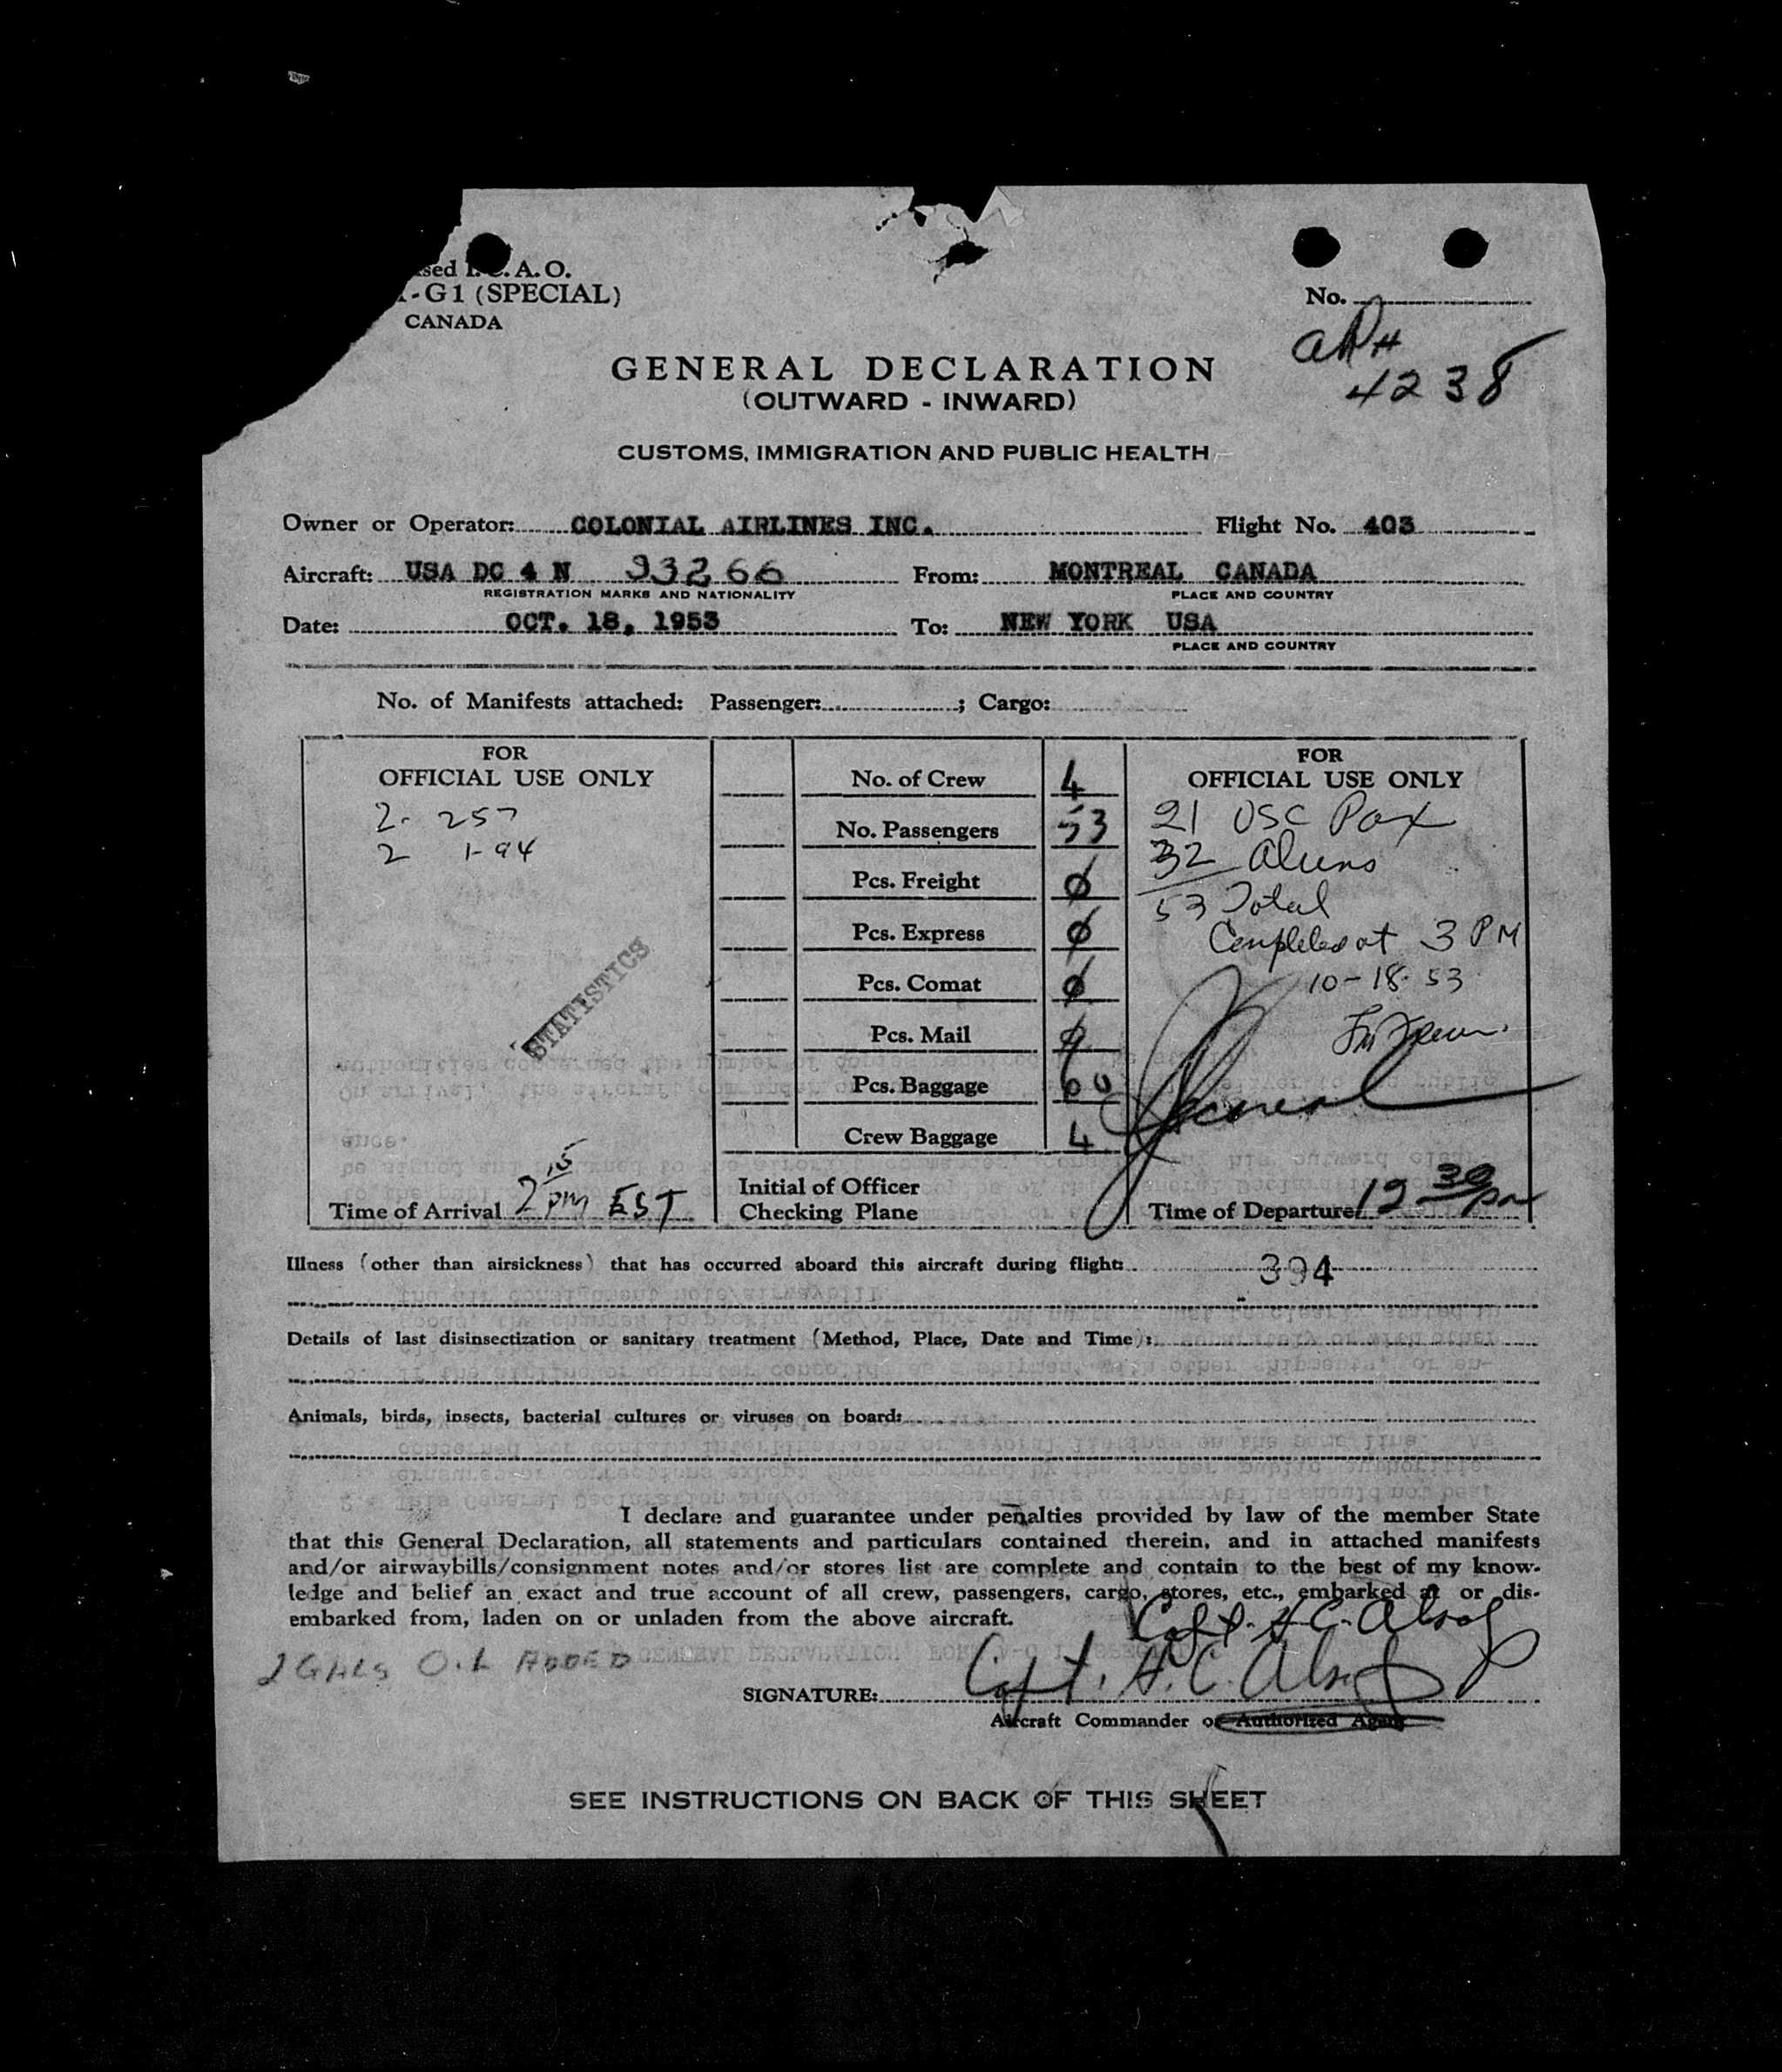 A.O.
-G1 (SPECIAL)
CANADA
No.
APH
4238
GENERAL DECLARATION
(OUTWARD - INWARD)
CUSTOMS, IMMIGRATION AND PUBLIC HEALTH
Owner or Operator: COLONIAL AIRLINES INC. Flight No. 403
Aircraft: USA DC 4 N 93266 From: MONTREAL CANADA
REGISTRATION MARKS AND NATIONALITY PLACE AND COUNTRY
Date: OCT. 18, 1953 To: NEW YORK USA
PLACE AND COUNTRY
No. of Manifests attached: Passenger: ; Cargo:
FOR
OFFICIAL USE ONLY
2- 257
2 1-94
STATISTICS
Time of Arrival 2 15 PM EST
No. of Crew 4
No. Passengers 53
Pcs. Freight ϕ
Pcs. Express ϕ
Pcs. Comat ϕ
Pcs. Mail
Pcs. Baggage 60
Crew Baggage 4
Initial of Officer
Checking Plane
FOR
OFFICIAL USE ONLY
21 USC Pax
32 Aliens
53 Total
Completed at 3 PM
10-18-53
Time of Departure: 12 30 PM
Illness (other than airsickness) that has occurred aboard this aircraft during flight: 394
Details of last disinsectization or sanitary treatment (Method, Place, Date and Time):
Animals, birds, insects, bacterial cultures or viruses on board:
I declare and guarantee under penalties provided by law of the member State
that this General Declaration, all statements and particulars contained therein, and in attached manifests
and/or airwaybills/consignment notes and/or stores list are complete and contain to the best of my know-
ledge and belief an exact and true account of all crew, passengers, cargo, stores, etc., embarked at or dis-
embarked from, laden on or unladen from the above aircraft.
Capt. H.C. Alsop
2 GALS OIL ADDED
SIGNATURE: Capt. H.C. Alsop
Aircraft Commander or Authorized Agent
SEE INSTRUCTIONS ON BACK OF THIS SHEET